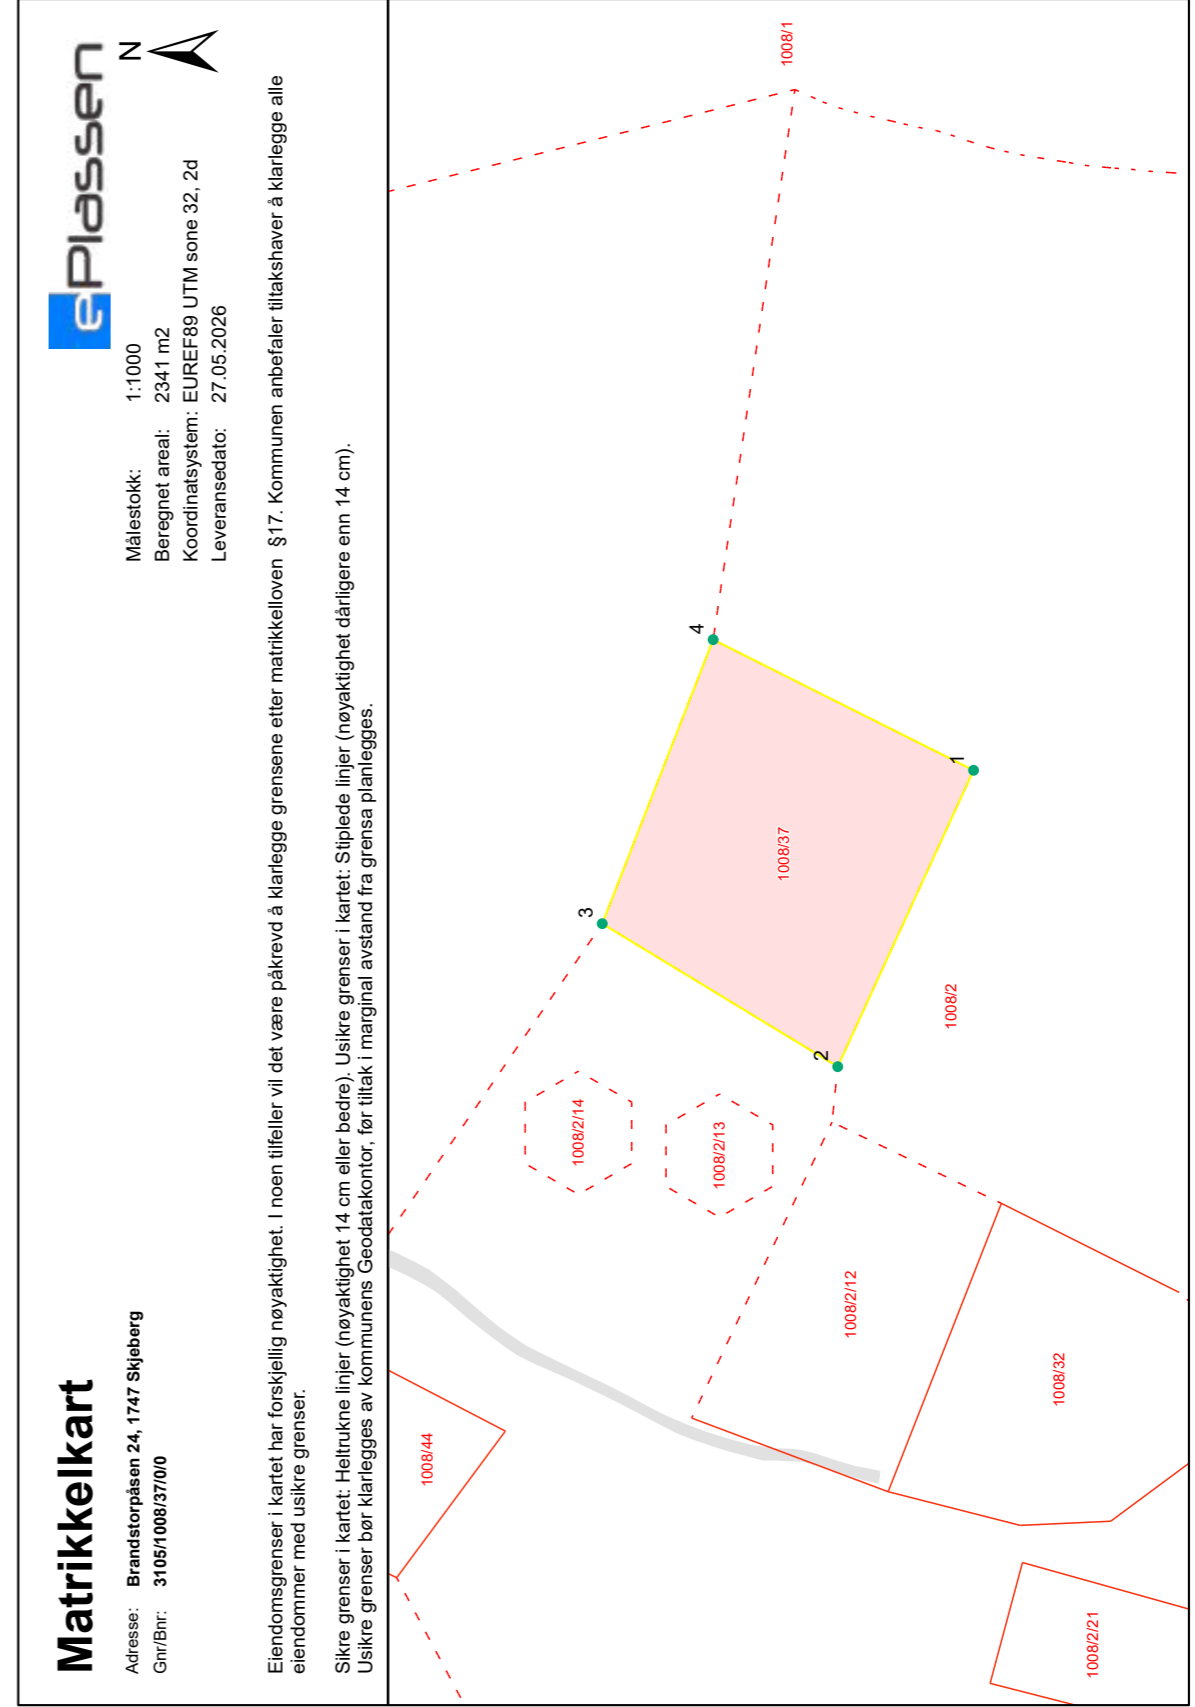 Matrikkelkart
ePlassen
Adresse: Brandstorpåsen 24, 1747 Skjeberg
Gnr/Bnr: 3105/1008/37/0/0
Målestokk: 1:1000
Beregnet areal: 2341 m2
Koordinatsystem: EUREF89 UTM sone 32, 2d
Leveransedato: 27.05.2026
N
Eiendomsgrenser i kartet har forskjellig nøyaktighet. I noen tilfeller vil det være påkrevd å klarlegge grensene etter matrikkelloven §17. Kommunen anbefaler tiltakshaver å klarlegge alle
eiendommer med usikre grenser.
Sikre grenser i kartet: Heltrukne linjer (nøyaktighet 14 cm eller bedre). Usikre grenser i kartet: Stiplede linjer (nøyaktighet dårligere enn 14 cm).
Usikre grenser bør klarlegges av kommunens Geodatakontor, før tiltak i marginal avstand fra grensa planlegges.
1008/44
1008/2/14
3
4
1008/1
1008/2/13
1008/37
2
1008/2/12
1008/2
1
1008/32
1008/2/21